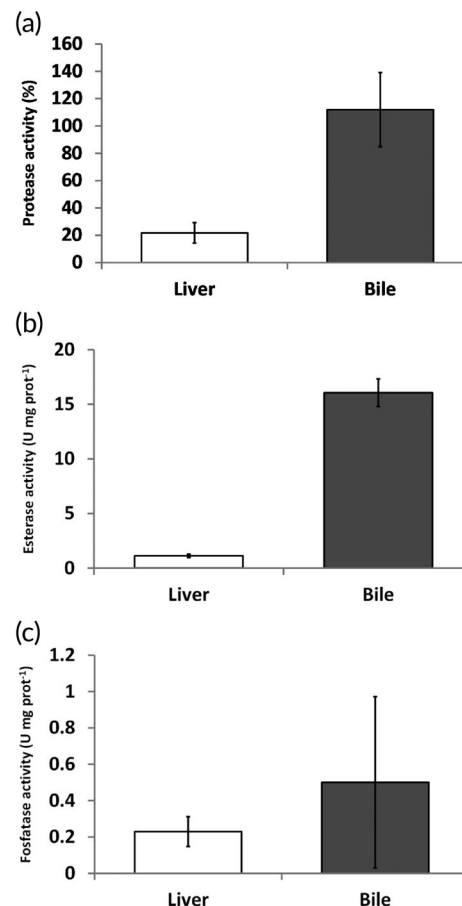 (a)
Protease activity (%)
160
140
120
100
80
60
40
20
0
Liver Bile
(b)
Esterase activity (U mg prot⁻¹)
20
15
10
5
0
Liver Bile
(c)
Fosfatase activity (U mg prot⁻¹)
1.2
1
0.8
0.6
0.4
0.2
0
Liver Bile